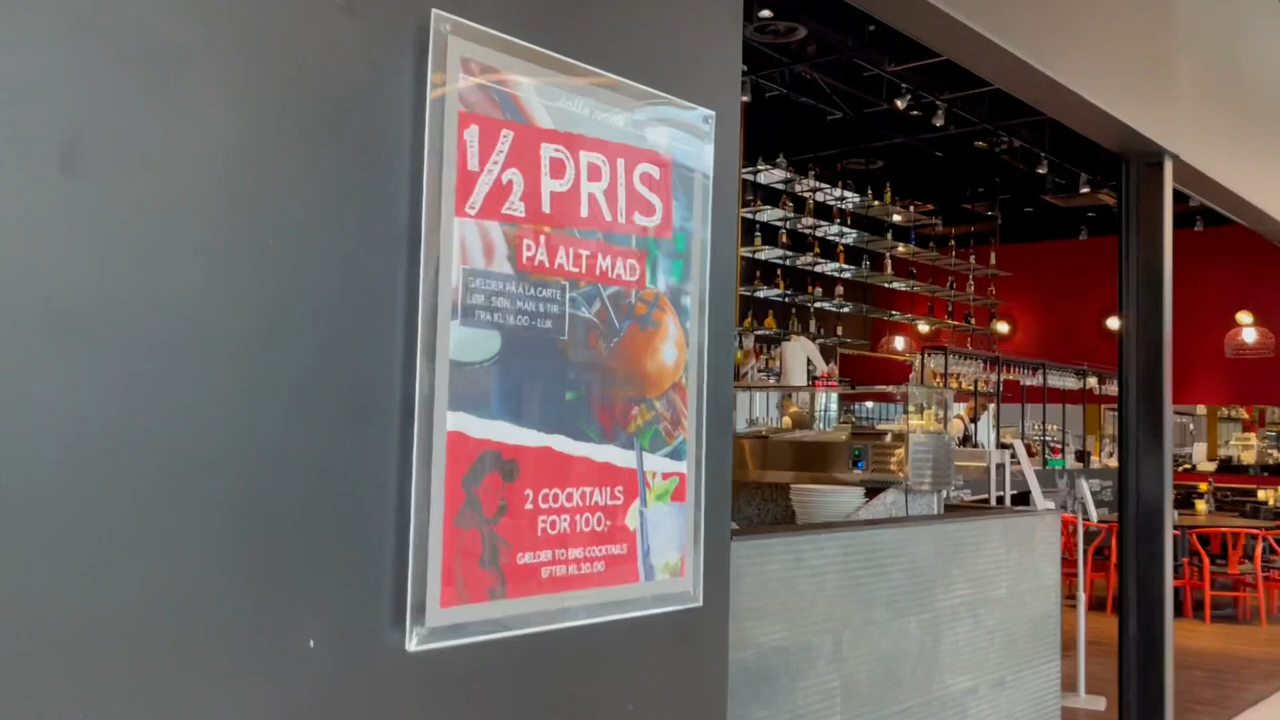 ½ PRIS
PÅ ALT MAD
GÆLDER PÅ A LA CARTE
LØR., SØN., MAN. & TIR.
FRA KL 16.00 - LUK
2 COCKTAILS
FOR 100,-
GÆLDER TO ENS COCKTAILS
EFTER KL 20.00